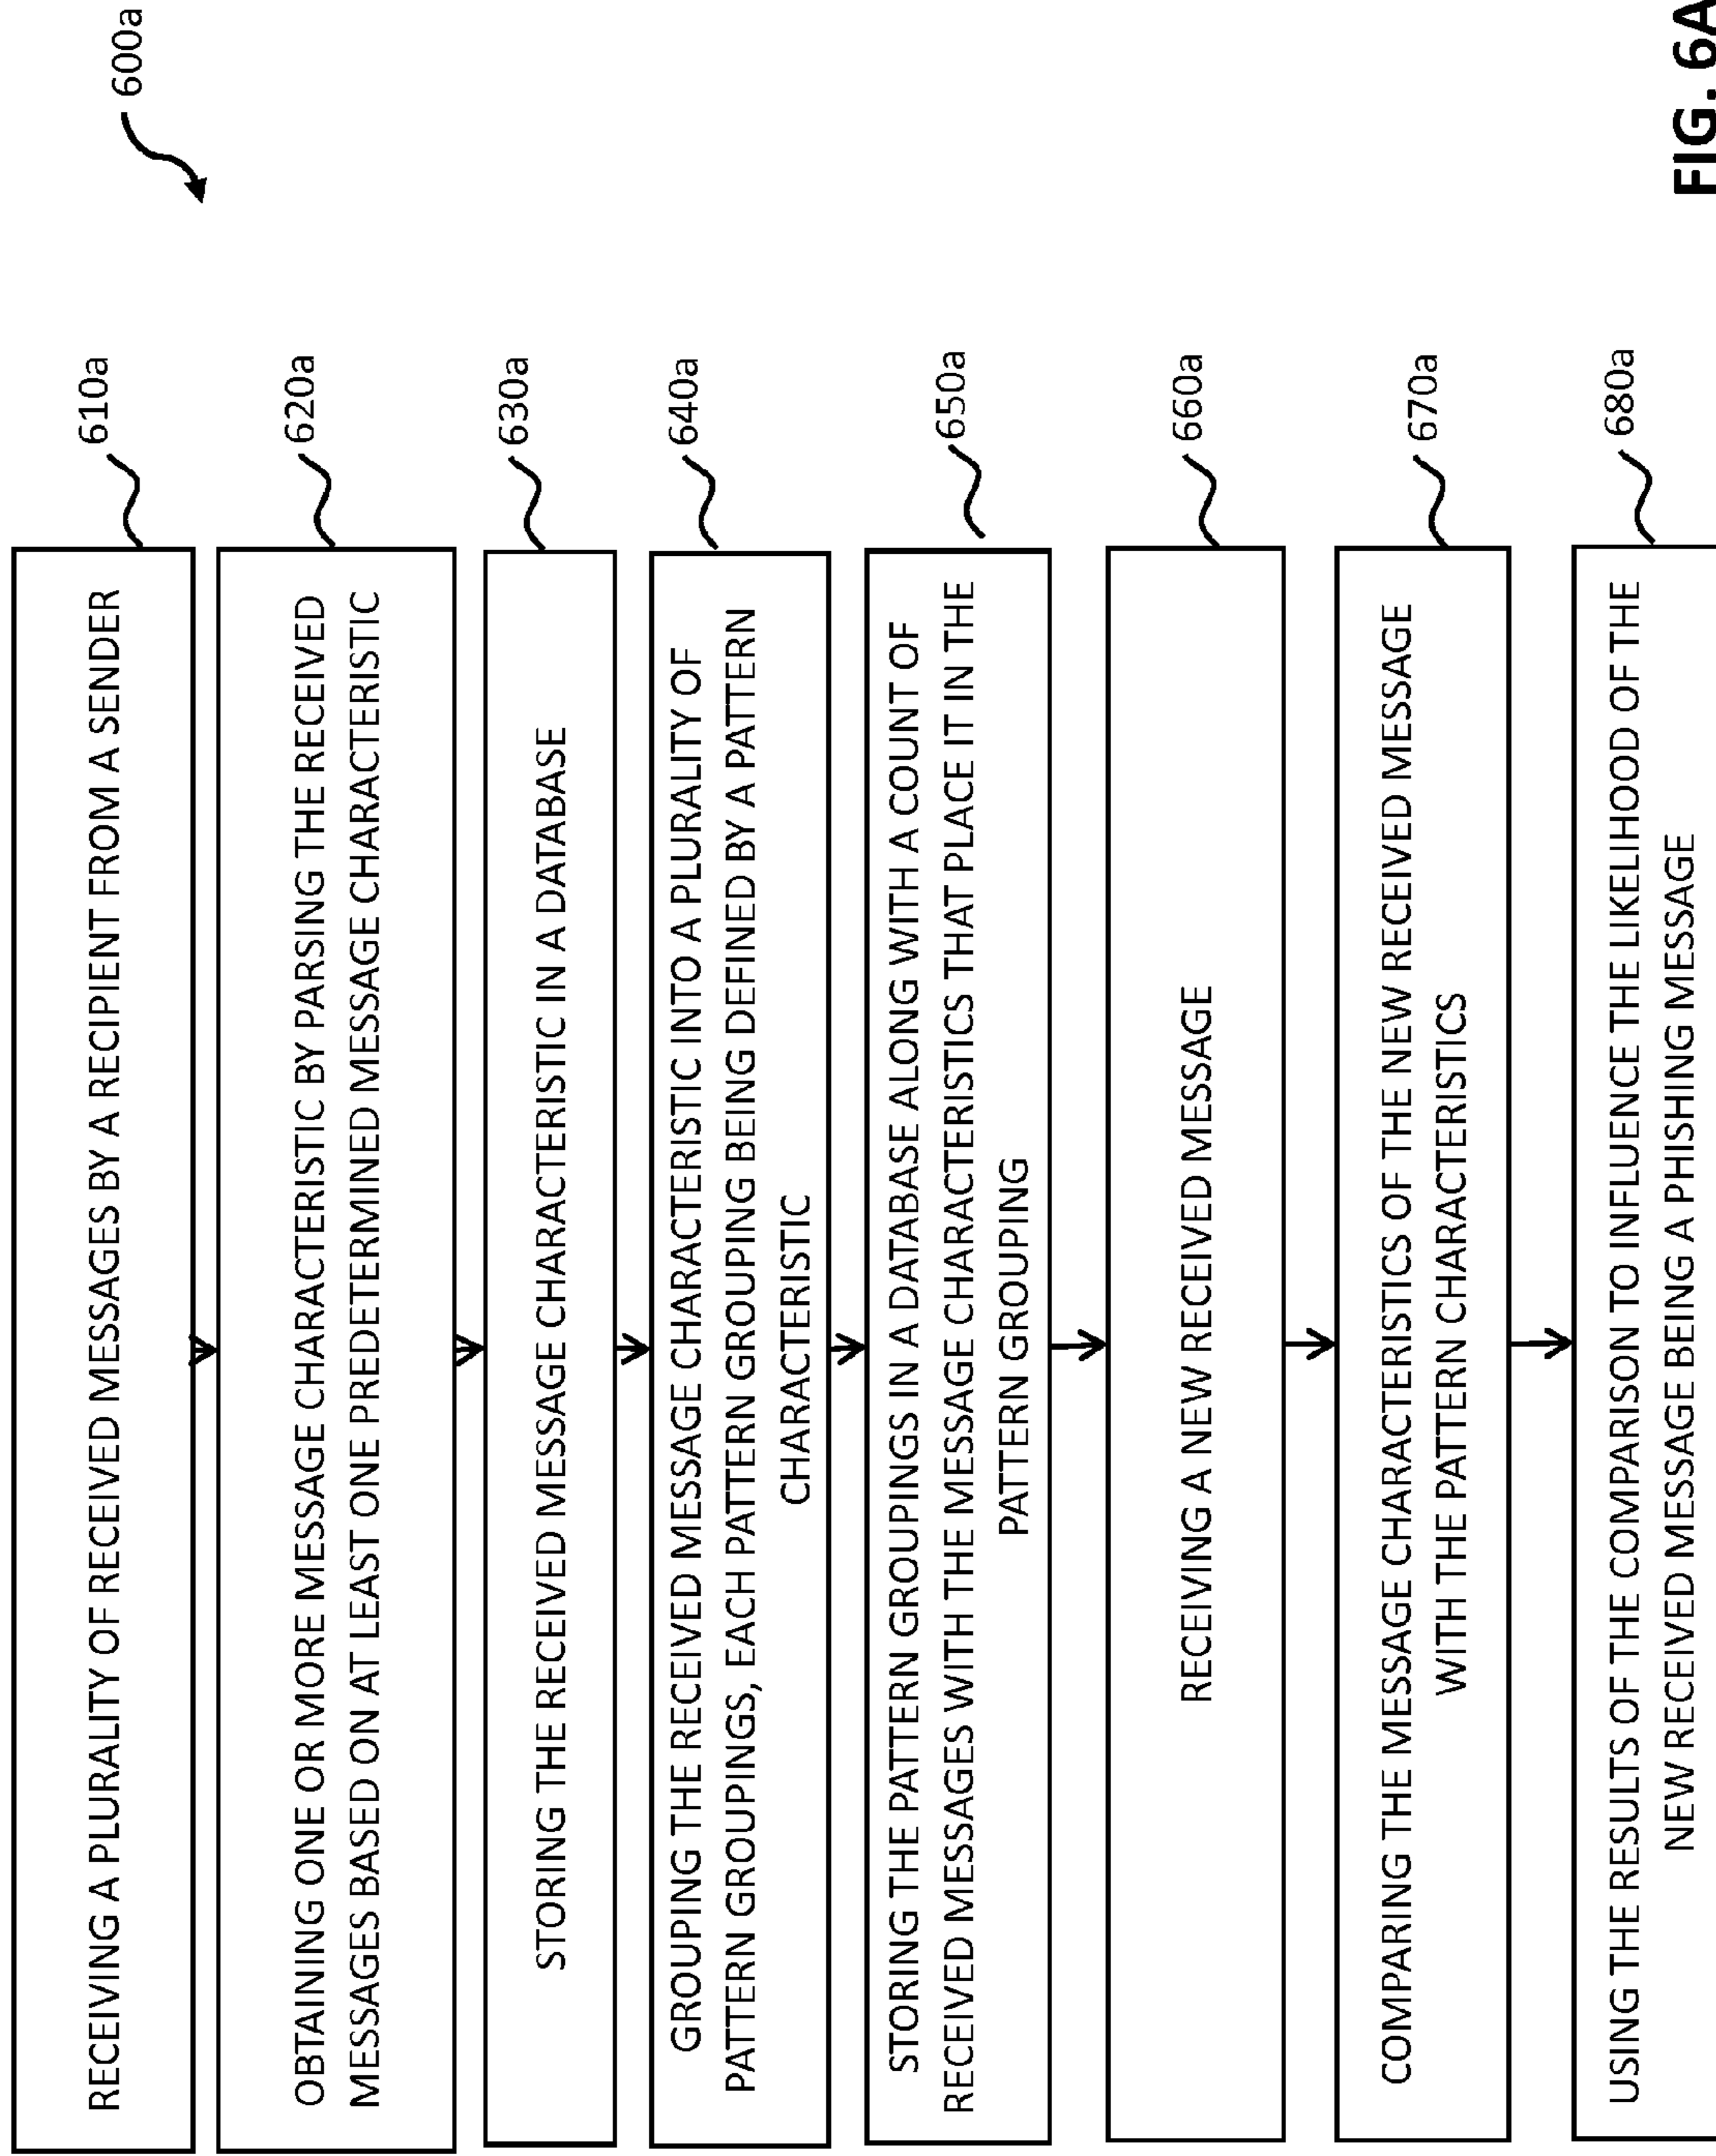 600a
610a
RECEIVING A PLURALITY OF RECEIVED MESSAGES BY A RECIPIENT FROM A SENDER
620a
OBTAINING ONE OR MORE MESSAGE CHARACTERISTIC BY PARSING THE RECEIVED
MESSAGES BASED ON AT LEAST ONE PREDETERMINED MESSAGE CHARACTERISTIC
630a
STORING THE RECEIVED MESSAGE CHARACTERISTIC IN A DATABASE
640a
GROUPING THE RECEIVED MESSAGE CHARACTERISTIC INTO A PLURALITY OF
PATTERN GROUPINGS, EACH PATTERN GROUPING BEING DEFINED BY A PATTERN
CHARACTERISTIC
650a
STORING THE PATTERN GROUPINGS IN A DATABASE ALONG WITH A COUNT OF
RECEIVED MESSAGES WITH THE MESSAGE CHARACTERISTICS THAT PLACE IT IN THE
PATTERN GROUPING
660a
RECEIVING A NEW RECEIVED MESSAGE
670a
COMPARING THE MESSAGE CHARACTERISTICS OF THE NEW RECEIVED MESSAGE
WITH THE PATTERN CHARACTERISTICS
680a
USING THE RESULTS OF THE COMPARISON TO INFLUENCE THE LIKELIHOOD OF THE
NEW RECEIVED MESSAGE BEING A PHISHING MESSAGE
FIG. 6A